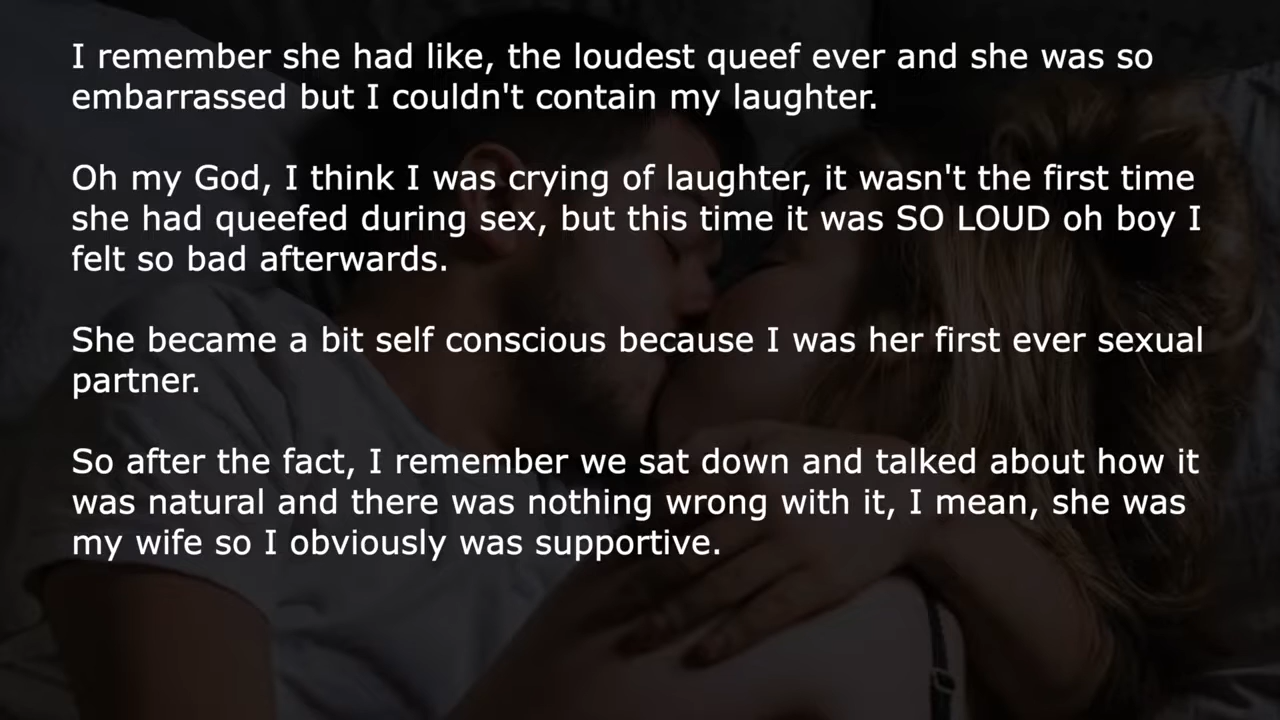 I remember she had like, the loudest queef ever and she was so
embarrassed but I couldn't contain my laughter.
Oh my God, I think I was crying of laughter, it wasn't the first time
she had queefed during sex, but this time it was SO LOUD oh boy I
felt so bad afterwards.
She became a bit self conscious because I was her first ever sexual
partner.
So after the fact, I remember we sat down and talked about how it
was natural and there was nothing wrong with it, I mean, she was
my wife so I obviously was supportive.